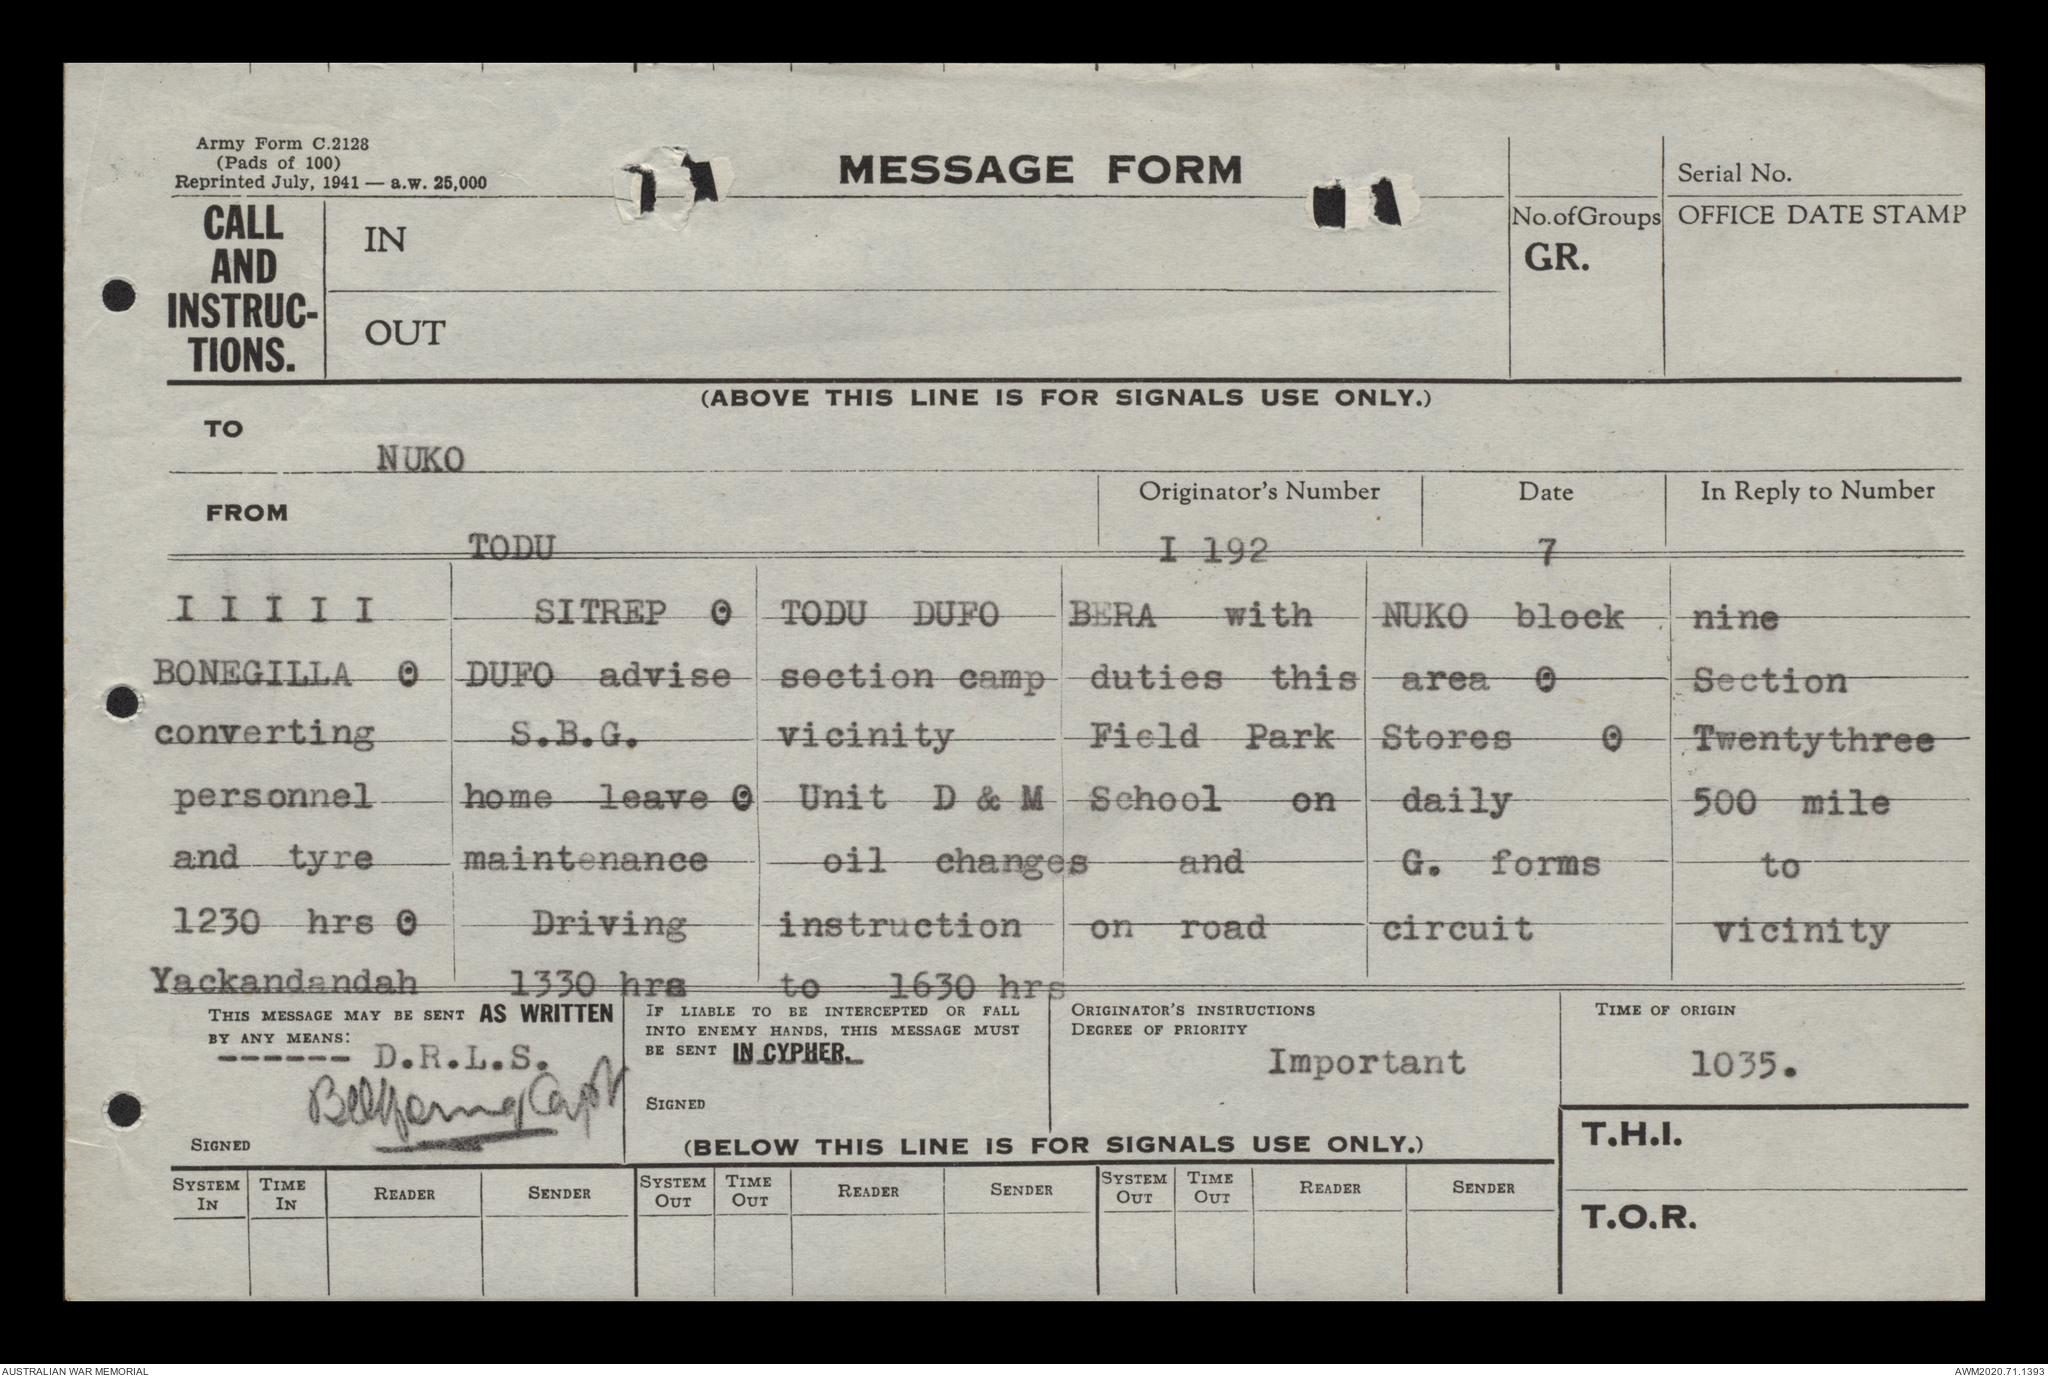 Army Form C.2128
(Pads of 100)
Reprinted July, 1941 — a.w. 25,000
MESSAGE FORM
Serial No.
CALL
AND
INSTRUC-
TIONS.
IN
OUT
No.ofGroups
GR.
OFFICE DATE STAMP
(ABOVE THIS LINE IS FOR SIGNALS USE ONLY.)
TO
NUKO
FROM
TODU
Originator's Number
I 192
Date
7
In Reply to Number
I I I I I SITREP 0 TODU DUFO BERA with NUKO block nine
BONEGILLA 0 DUFO advise section camp duties this area 0 Section
converting S.B.G. vicinity Field Park Stores 0 Twentythree
personnel home leave 0 Unit D & M School on daily 500 mile
and tyre maintenance oil changes and G. forms to
1230 hrs 0 Driving instruction on road circuit vicinity
Yackandandah 1330 hrs to 1630 hrs
THIS MESSAGE MAY BE SENT AS WRITTEN
BY ANY MEANS:
------ D.R.L.S.
Capt
SIGNED
IF LIABLE TO BE INTERCEPTED OR FALL
INTO ENEMY HANDS, THIS MESSAGE MUST
BE SENT IN CYPHER.
SIGNED
ORIGINATOR'S INSTRUCTIONS
DEGREE OF PRIORITY
Important
TIME OF ORIGIN
1035.
(BELOW THIS LINE IS FOR SIGNALS USE ONLY.)
T.H.I.
T.O.R.
SYSTEM IN
TIME IN
READER
SENDER
SYSTEM OUT
TIME OUT
READER
SENDER
SYSTEM OUT
TIME OUT
READER
SENDER
AUSTRALIAN WAR MEMORIAL
AWM2020.71.1393